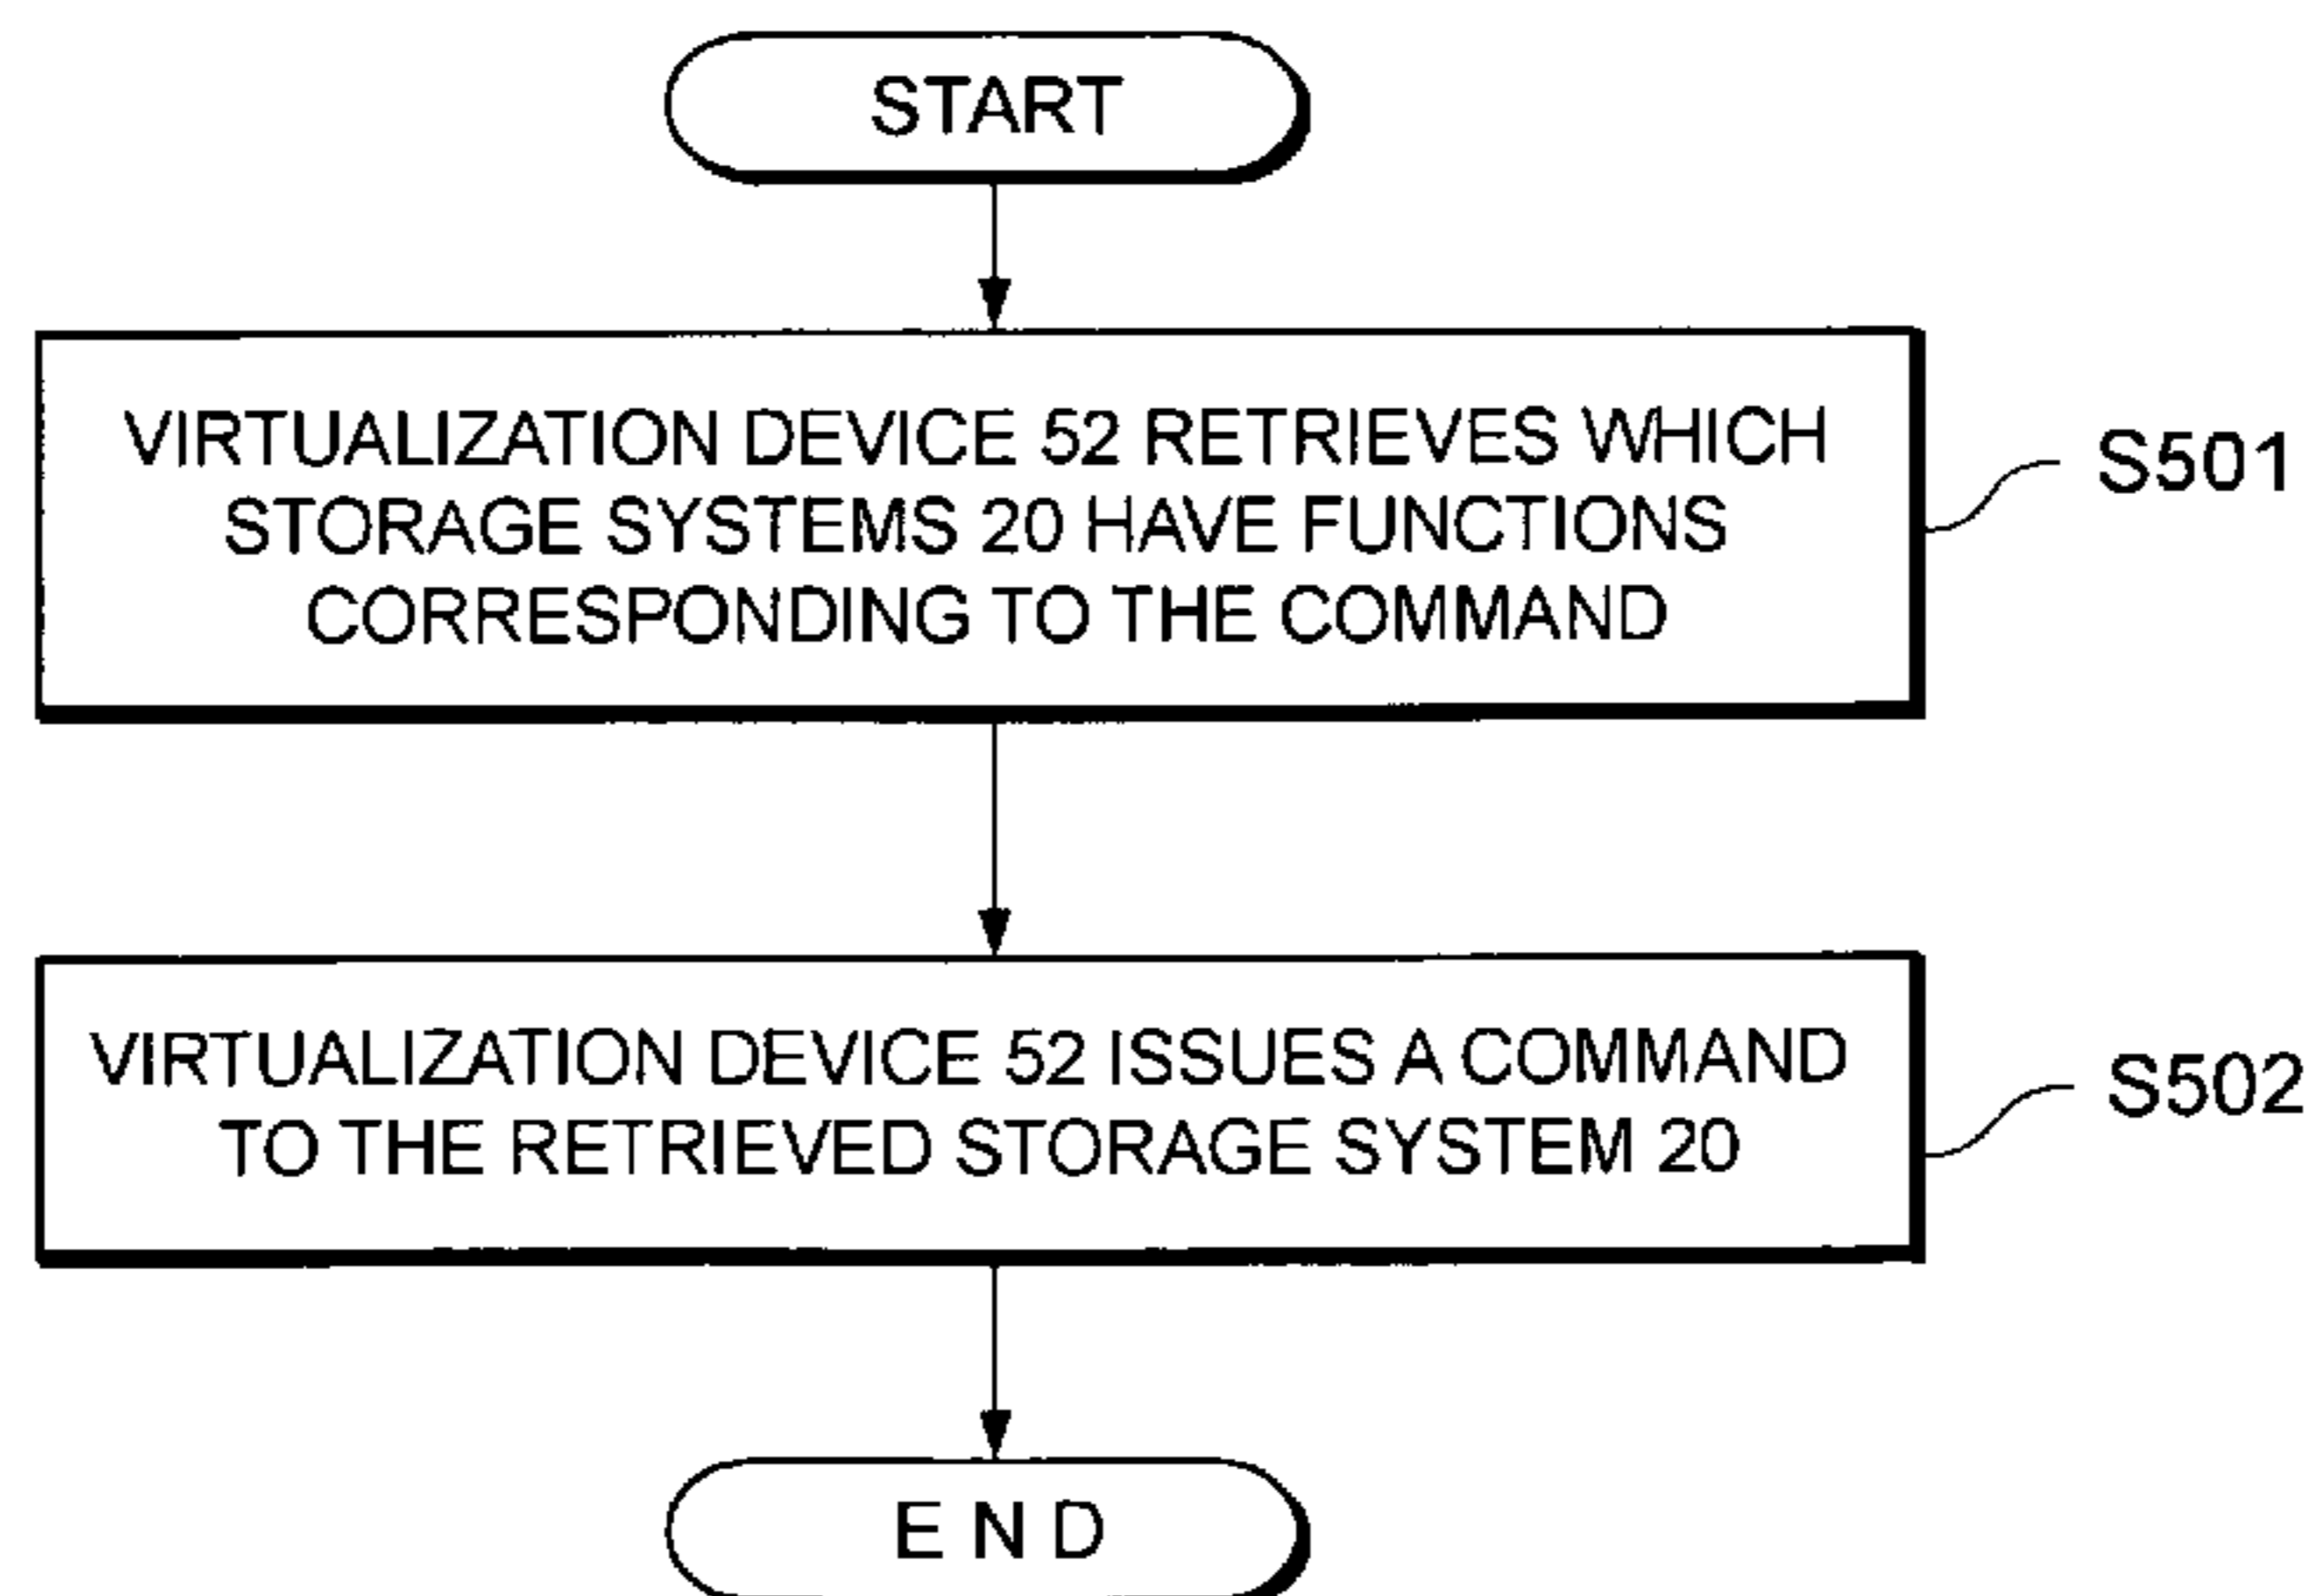 START
VIRTUALIZATION DEVICE 52 RETRIEVES WHICH
STORAGE SYSTEMS 20 HAVE FUNCTIONS
CORRESPONDING TO THE COMMAND
S501
VIRTUALIZATION DEVICE 52 ISSUES A COMMAND
TO THE RETRIEVED STORAGE SYSTEM 20
S502
END